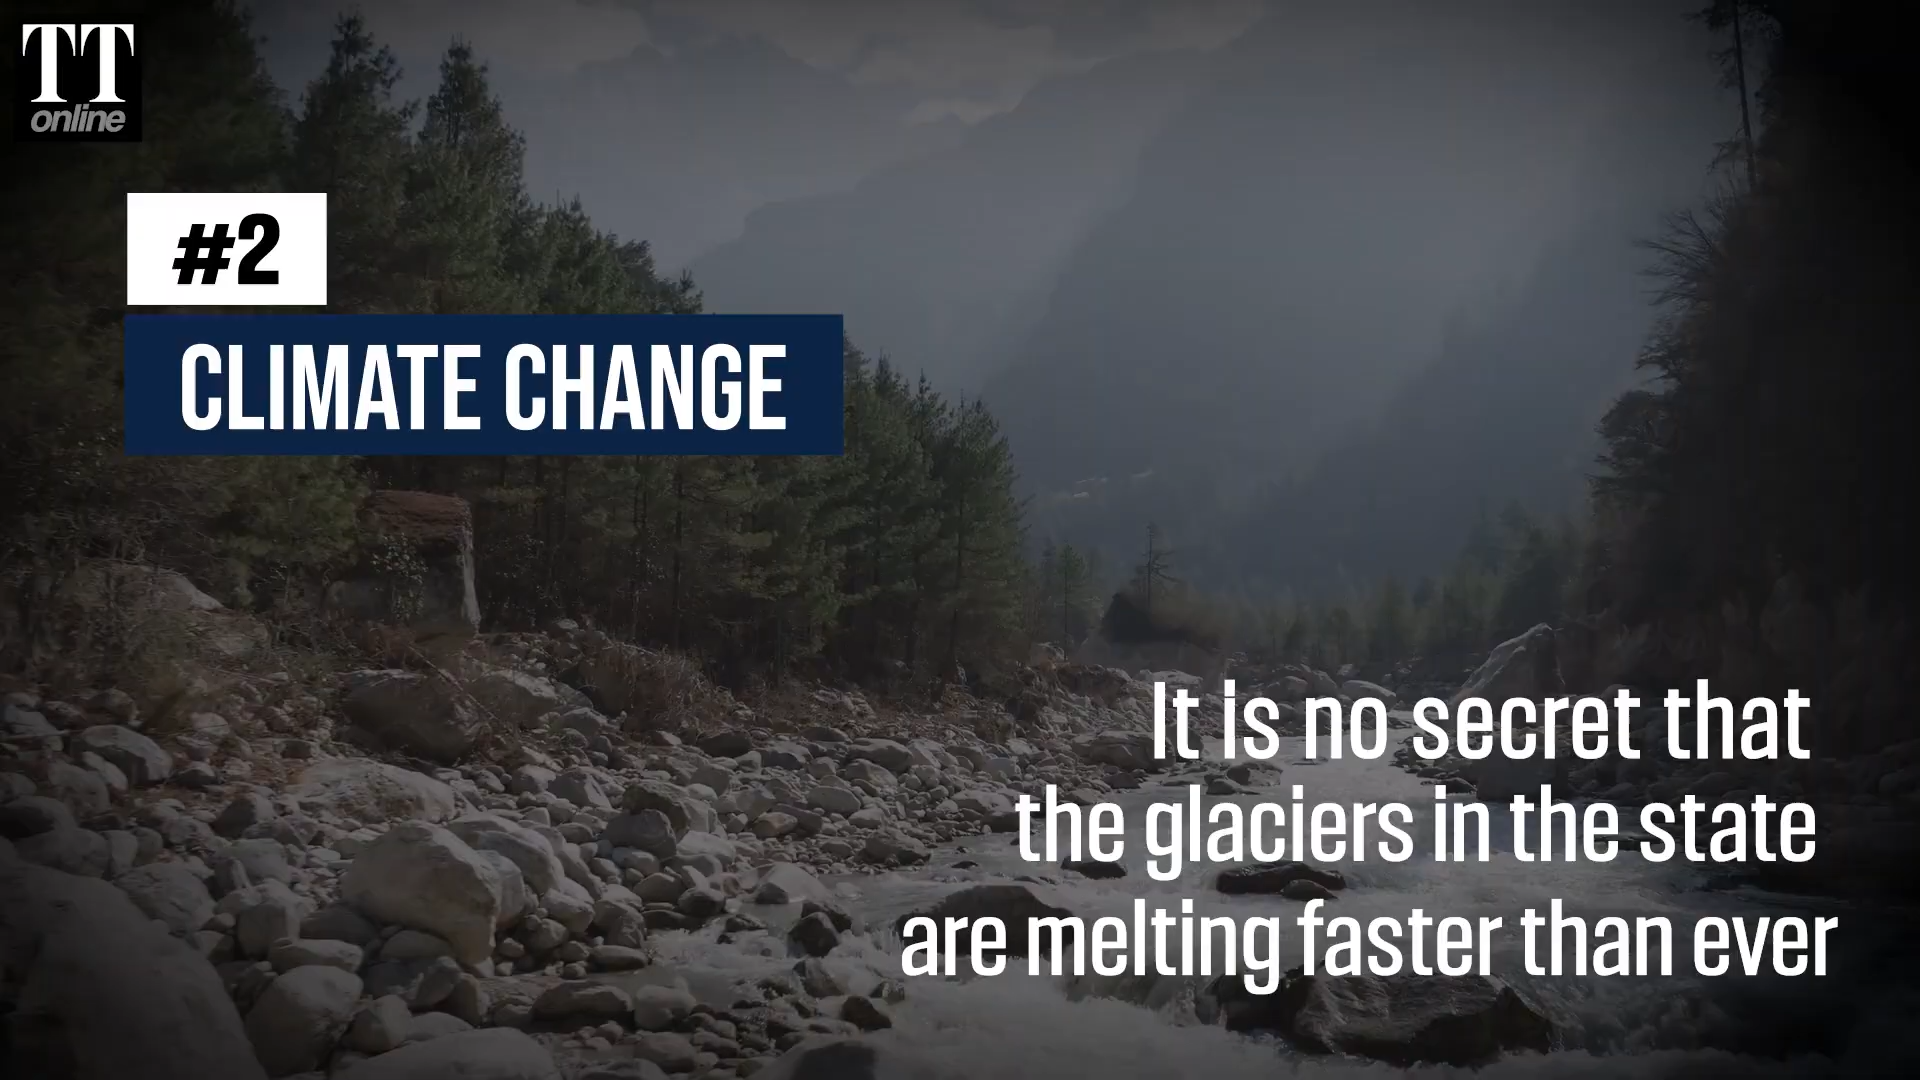 TT
online
#2
CLIMATE CHANGE
It is no secret that
the glaciers in the state
are melting faster than ever